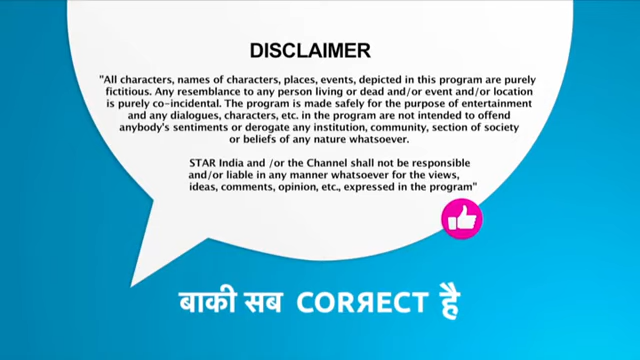 DISCLAIMER
"All characters, names of characters, places, events, depicted in this program are purely
fictitious. Any resemblance to any person living or dead and/or event and/or location
is purely co-incidental. The program is made safely for the purpose of entertainment
and any dialogues, characters, etc. in the program are not intended to offend
anybody's sentiments or derogate any institution, community, section of society
or beliefs of any nature whatsoever.
STAR India and /or the Channel shall not be responsible
and/or liable in any manner whatsoever for the views,
ideas, comments, opinion, etc., expressed in the program"
बाकी सब CORЯECT है